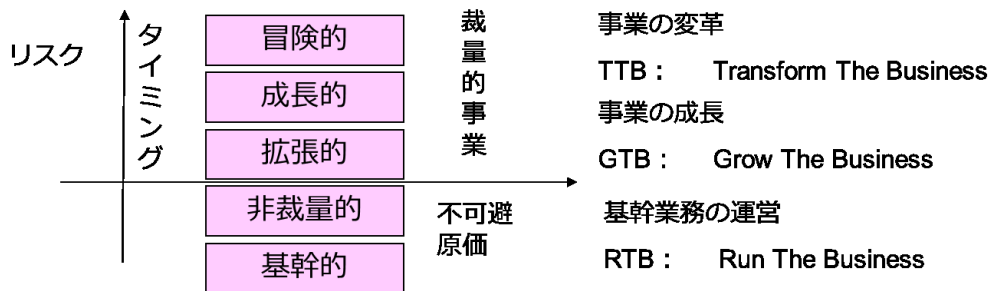 リスク
タイミング
冒険的
成長的
拡張的
非裁量的
基幹的
裁量的事業
不可避
原価
事業の変革
TTB： Transform The Business
事業の成長
GTB： Grow The Business
基幹業務の運営
RTB： Run The Business